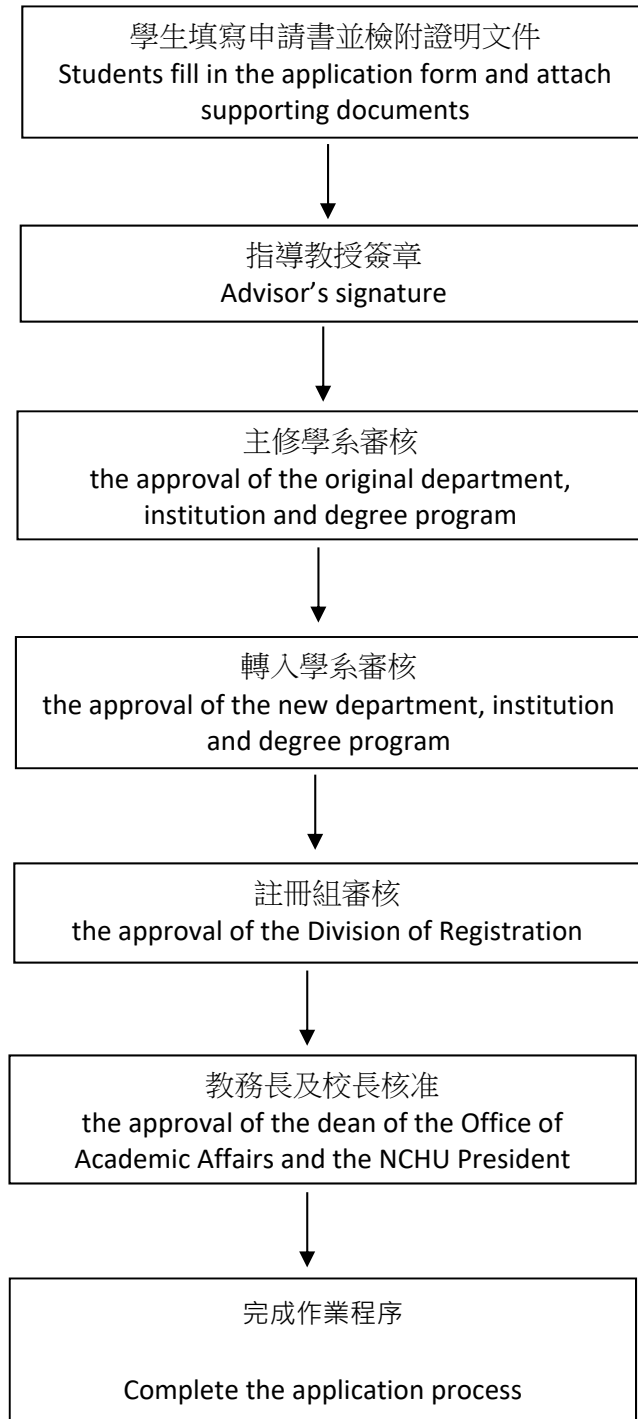 學生填寫申請書並檢附證明文件
Students fill in the application form and attach
supporting documents
指導教授簽章
Advisor’s signature
主修學系審核
the approval of the original department,
institution and degree program
轉入學系審核
the approval of the new department, institution
and degree program
註冊組審核
the approval of the Division of Registration
教務長及校長核准
the approval of the dean of the Office of
Academic Affairs and the NCHU President
完成作業程序
Complete the application process